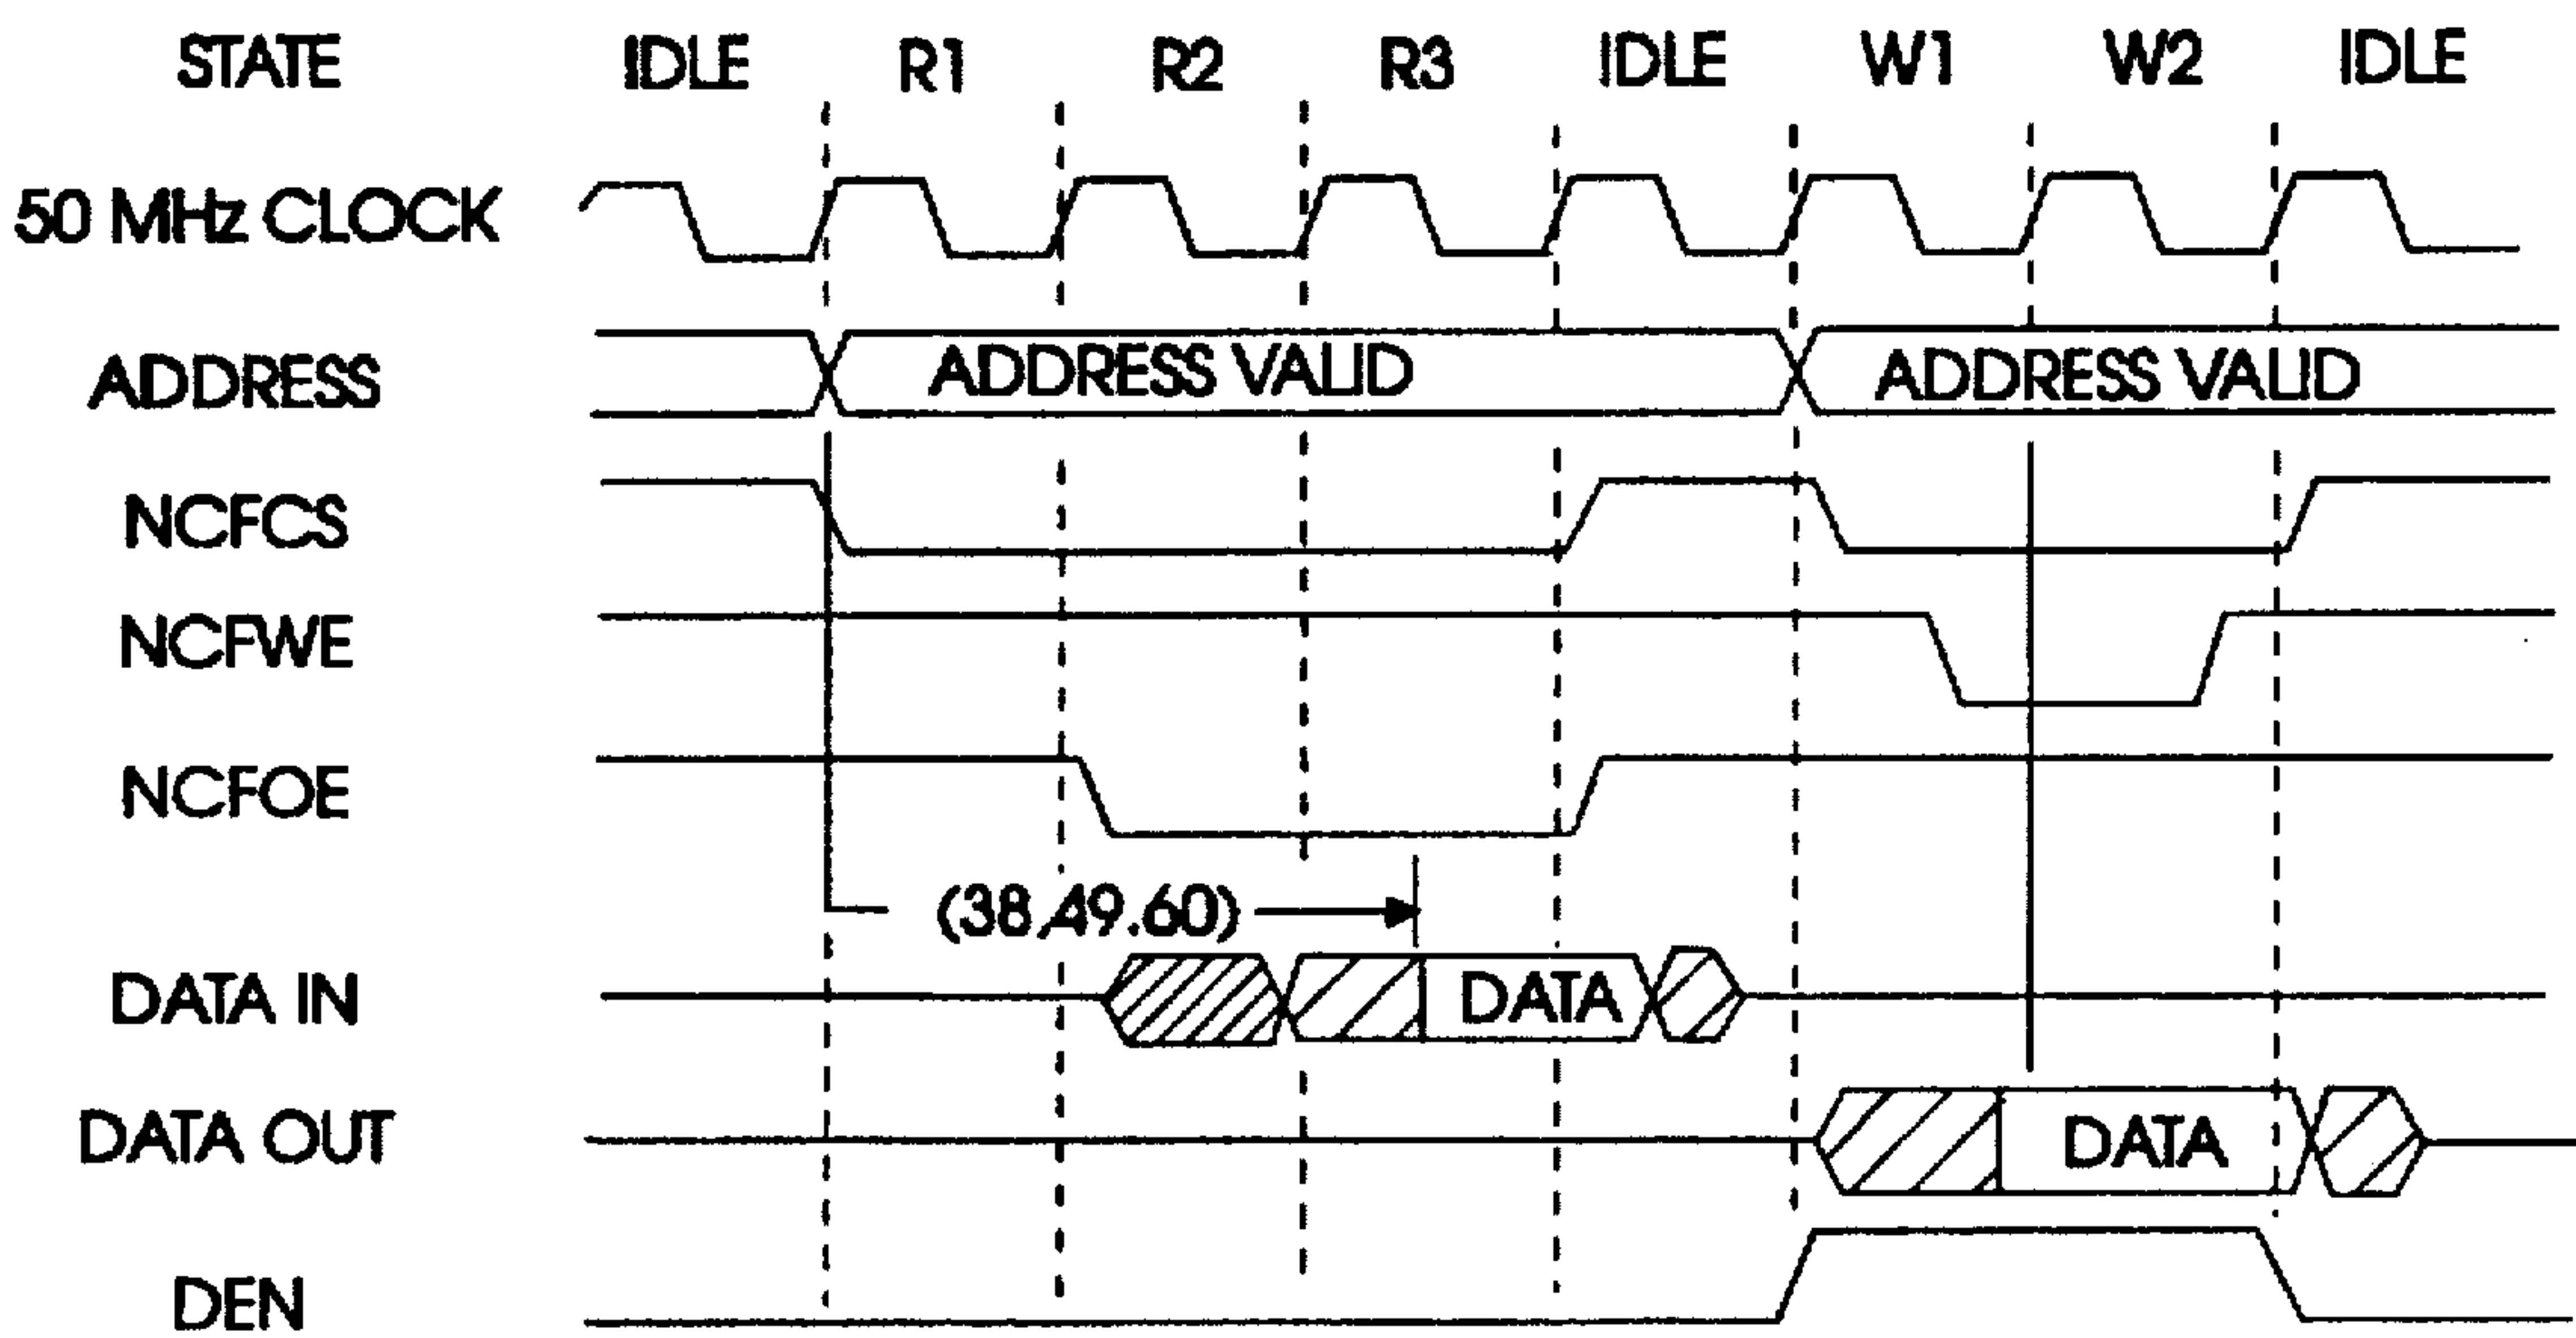 STATE IDLE R1 R2 R3 IDLE W1 W2 IDLE
50 MHz CLOCK
ADDRESS ADDRESS VALID ADDRESS VALID
NCFCS
NCFWE
NCFOE
(38,49.60)
DATA IN DATA
DATA OUT DATA
DEN